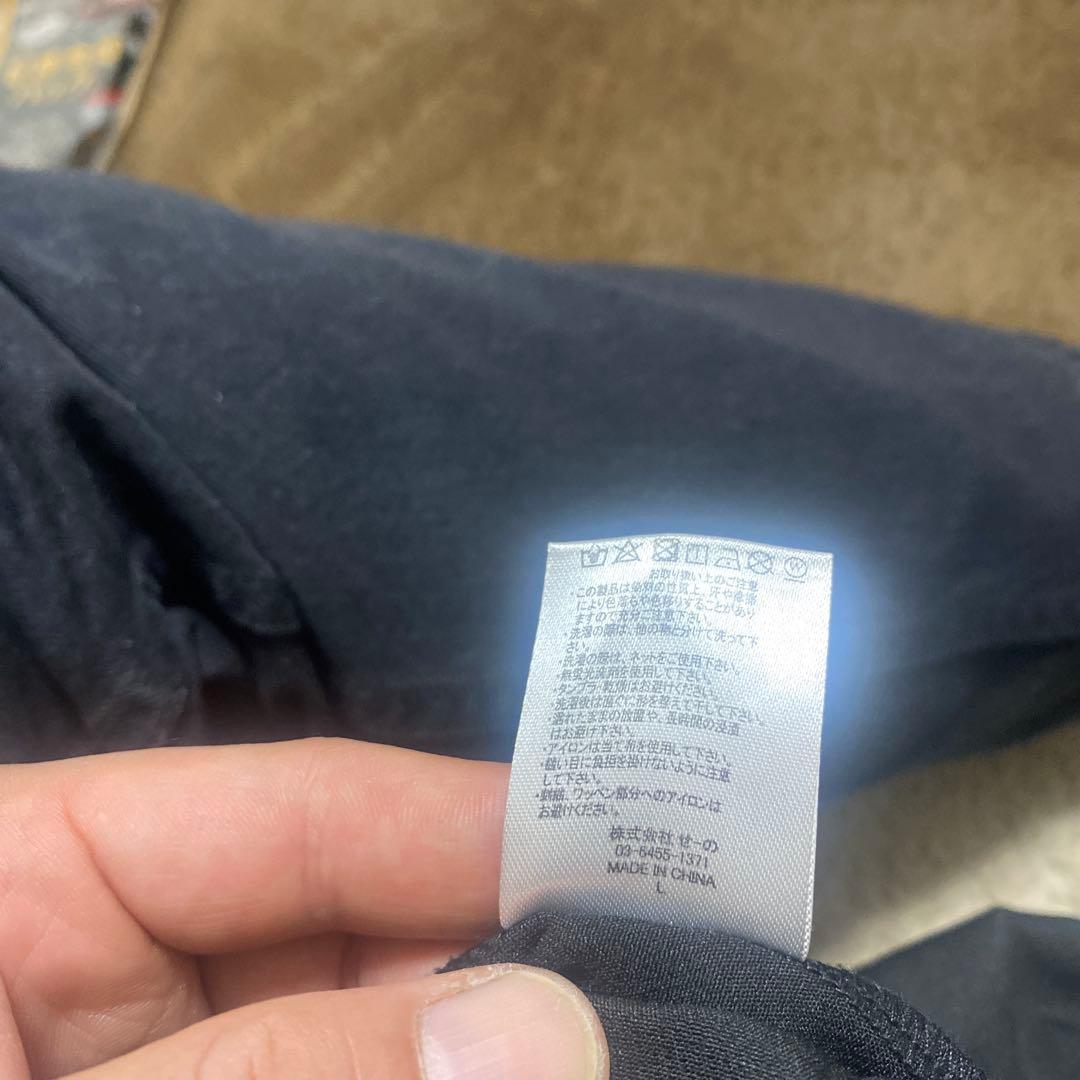 お取り扱い上のご注意
・この製品は染料の性質上、汗や摩擦
により色落ちや色移りすることがあり
ますので充分ご注意下さい。
洗濯の際は、他の物と分けて洗って下
さい。
・洗濯の際は、ネットをご使用下さい。
・無蛍光洗剤を使用して下さい。
・タンブラー乾燥はお避けください。
洗濯後は直ぐに形を整えて干して下さい。
濡れたままの放置や、長時間の浸漬
はお避け下さい。
・アイロンは当て布を使用して下さい。
・縫い目に負担を掛けないように注意
して下さい。
・刺繍、ワッペン部分へのアイロンは
お避けください。
株式会社 せーの
03-6455-1371
MADE IN CHINA
L